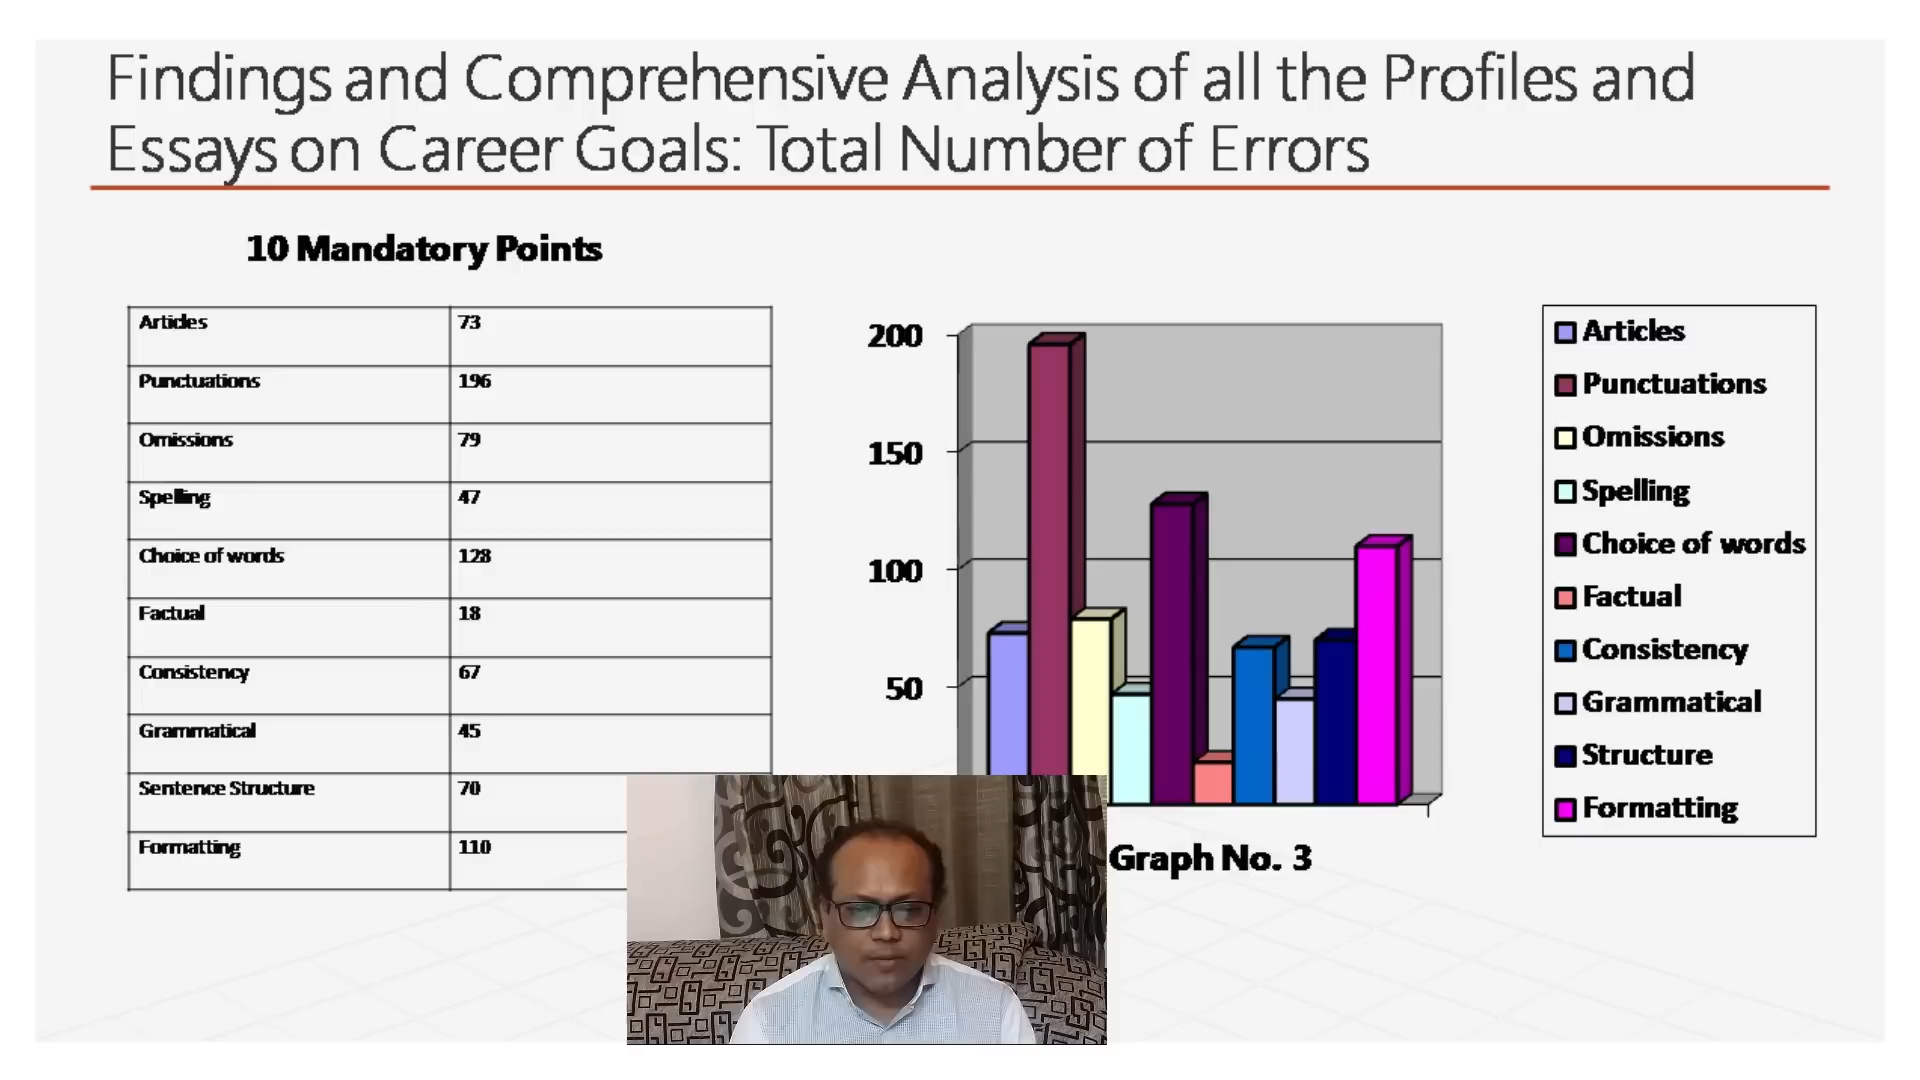 Findings and Comprehensive Analysis of all the Profiles and
Essays on Career Goals: Total Number of Errors
10 Mandatory Points
Articles 73
Punctuations 196
Omissions 79
Spelling 47
Choice of words 128
Factual 18
Consistency 67
Grammatical 45
Sentence Structure 70
Formatting 110
200
150
100
50
Graph No. 3
Articles
Punctuations
Omissions
Spelling
Choice of words
Factual
Consistency
Grammatical
Structure
Formatting